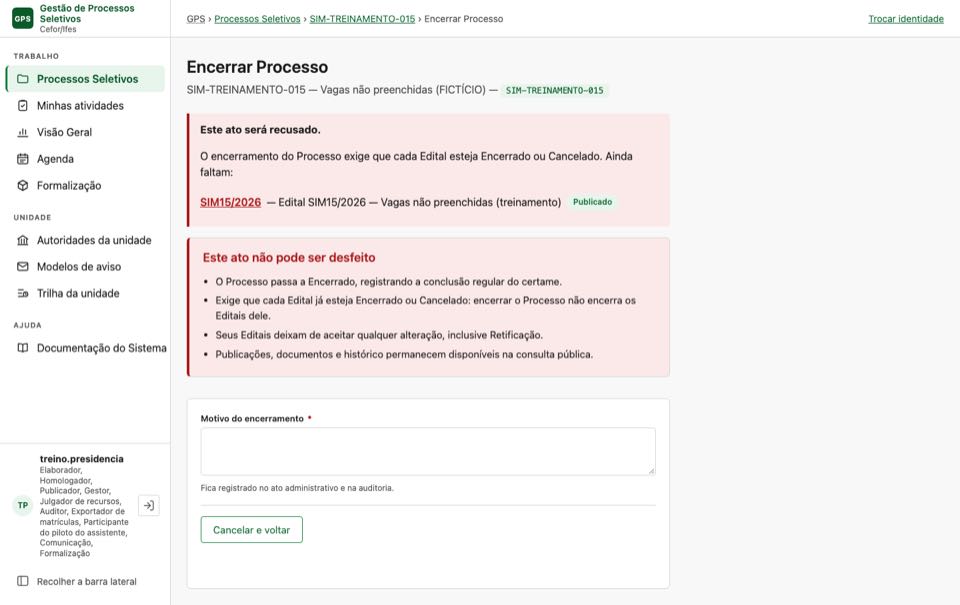 GPS
Gestão de Processos
Seletivos
Cefor/Ifes
TRABALHO
Processos Seletivos
Minhas atividades
Visão Geral
Agenda
Formalização
UNIDADE
Autoridades da unidade
Modelos de aviso
Trilha da unidade
AJUDA
Documentação do Sistema
TP
treino.presidencia
Elaborador,
Homologador,
Publicador, Gestor,
Julgador de recursos,
Auditor, Exportador de
matrículas, Participante
do piloto do assistente,
Comunicação,
Formalização
Recolher a barra lateral
GPS › Processos Seletivos › SIM-TREINAMENTO-015 › Encerrar Processo
Trocar identidade
Encerrar Processo
SIM-TREINAMENTO-015 — Vagas não preenchidas (FICTÍCIO) — SIM-TREINAMENTO-015
Este ato será recusado.
O encerramento do Processo exige que cada Edital esteja Encerrado ou Cancelado. Ainda
faltam:
SIM15/2026 — Edital SIM15/2026 — Vagas não preenchidas (treinamento) Publicado
Este ato não pode ser desfeito
• O Processo passa a Encerrado, registrando a conclusão regular do certame.
• Exige que cada Edital já esteja Encerrado ou Cancelado: encerrar o Processo não encerra os
Editais dele.
• Seus Editais deixam de aceitar qualquer alteração, inclusive Retificação.
• Publicações, documentos e histórico permanecem disponíveis na consulta pública.
Motivo do encerramento *
Fica registrado no ato administrativo e na auditoria.
Cancelar e voltar